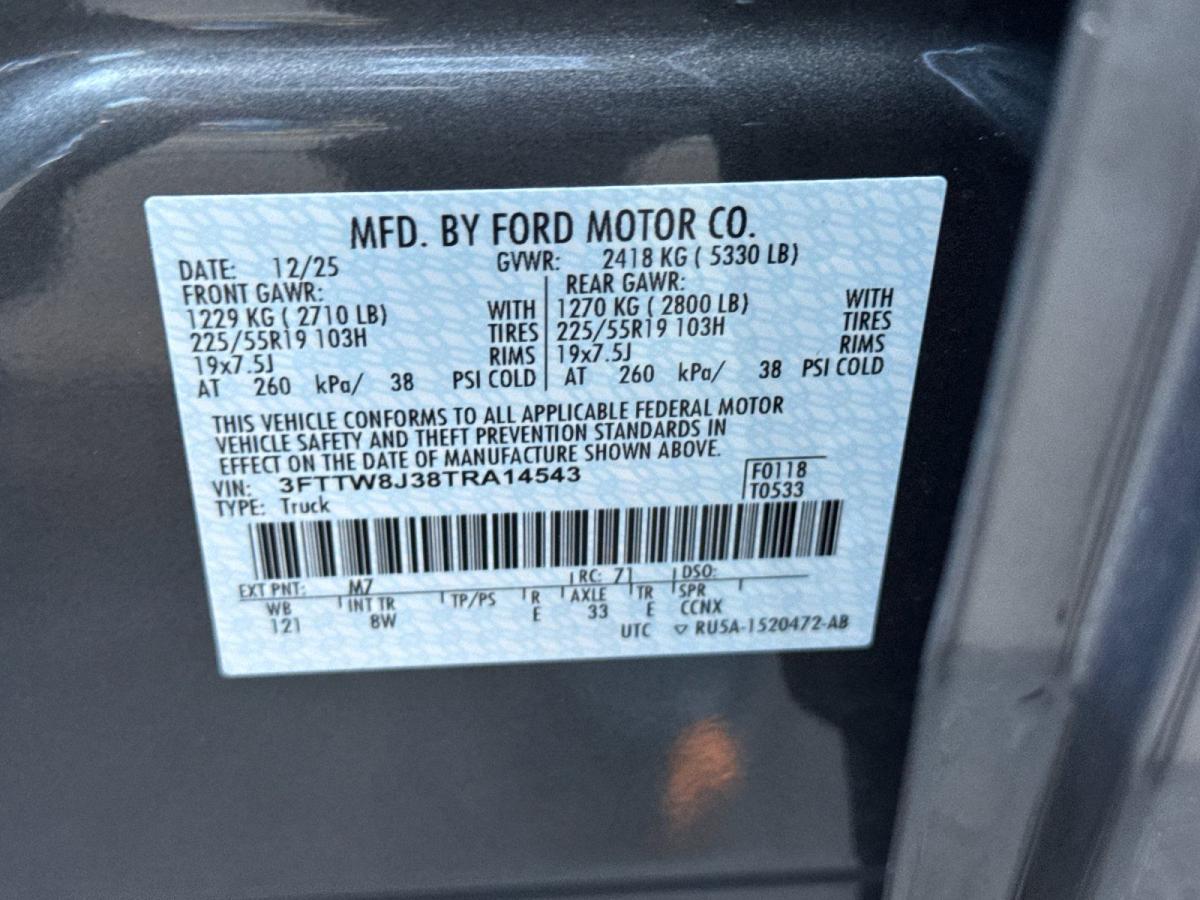 MFD. BY FORD MOTOR CO.
DATE: 12/25 GVWR: 2418 KG ( 5330 LB)
FRONT GAWR: REAR GAWR:
1229 KG ( 2710 LB) WITH 1270 KG ( 2800 LB) WITH
225/55R19 103H TIRES 225/55R19 103H TIRES
19x7.5J RIMS 19x7.5J RIMS
AT 260 kPa/ 38 PSI COLD AT 260 kPa/ 38 PSI COLD
THIS VEHICLE CONFORMS TO ALL APPLICABLE FEDERAL MOTOR
VEHICLE SAFETY AND THEFT PREVENTION STANDARDS IN
EFFECT ON THE DATE OF MANUFACTURE SHOWN ABOVE.
VIN: 3FTTW8J38TRA14543 F0118
TYPE: Truck T0533
EXT PNT: M7 RC: 71 DSO:
WB INT TR TP/PS R AXLE TR SPR
121 8W E 33 E CCNX
UTC ▽ RU5A-1520472-AB